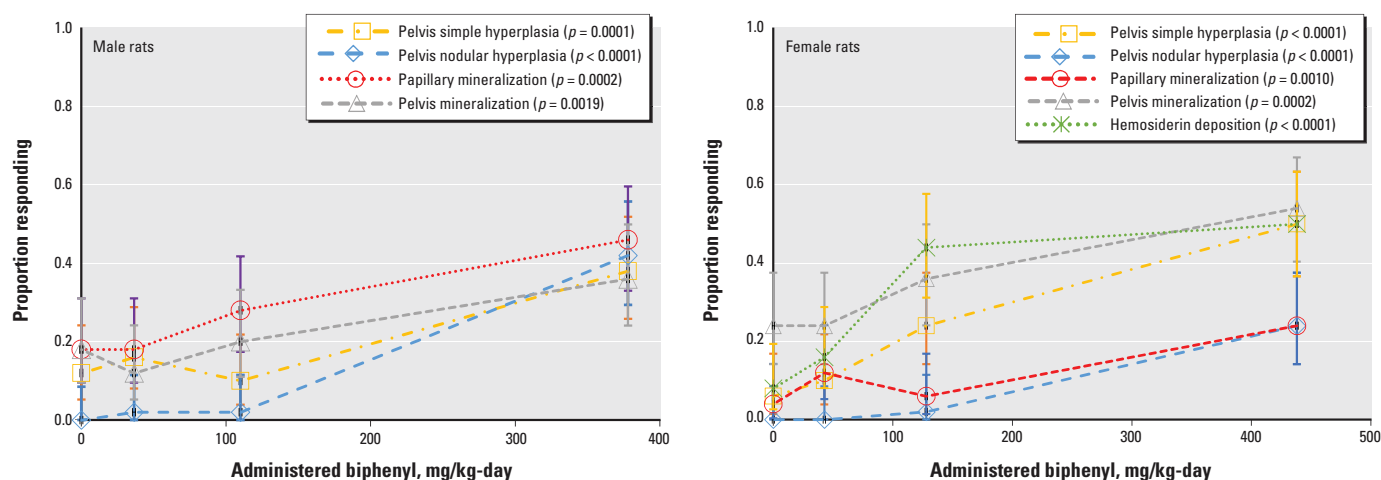 Male rats
Pelvis simple hyperplasia (p = 0.0001)
Pelvis nodular hyperplasia (p < 0.0001)
Papillary mineralization (p = 0.0002)
Pelvis mineralization (p = 0.0019)
Proportion responding
1.0
0.8
0.6
0.4
0.2
0.0
0
100
200
300
400
Administered biphenyl, mg/kg-day
Female rats
Pelvis simple hyperplasia (p < 0.0001)
Pelvis nodular hyperplasia (p < 0.0001)
Papillary mineralization (p = 0.0010)
Pelvis mineralization (p = 0.0002)
Hemosiderin deposition (p < 0.0001)
Proportion responding
1.0
0.8
0.6
0.4
0.2
0.0
0
100
200
300
400
500
Administered biphenyl, mg/kg-day